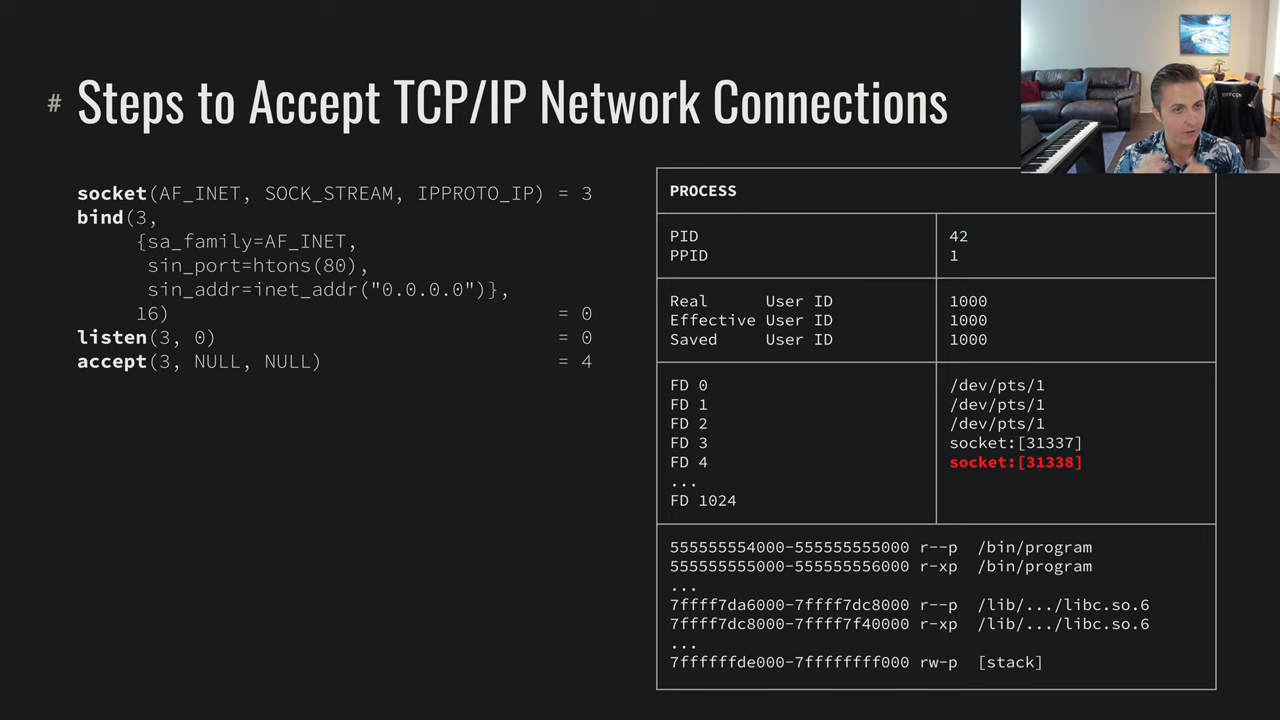 # Steps to Accept TCP/IP Network Connections
socket(AF_INET, SOCK_STREAM, IPPROTO_IP) = 3
bind(3,
{sa_family=AF_INET,
sin_port=htons(80),
sin_addr=inet_addr("0.0.0.0")},
16) = 0
listen(3, 0) = 0
accept(3, NULL, NULL) = 4
PROCESS
PID 42
PPID 1
Real User ID 1000
Effective User ID 1000
Saved User ID 1000
FD 0 /dev/pts/1
FD 1 /dev/pts/1
FD 2 /dev/pts/1
FD 3 socket:[31337]
FD 4 socket:[31338]
...
FD 1024
555555554000-555555555000 r--p /bin/program
555555555000-555555556000 r-xp /bin/program
...
7ffff7da6000-7ffff7dc8000 r--p /lib/.../libc.so.6
7ffff7dc8000-7ffff7f40000 r-xp /lib/.../libc.so.6
...
7ffffffde000-7ffffffff000 rw-p [stack]